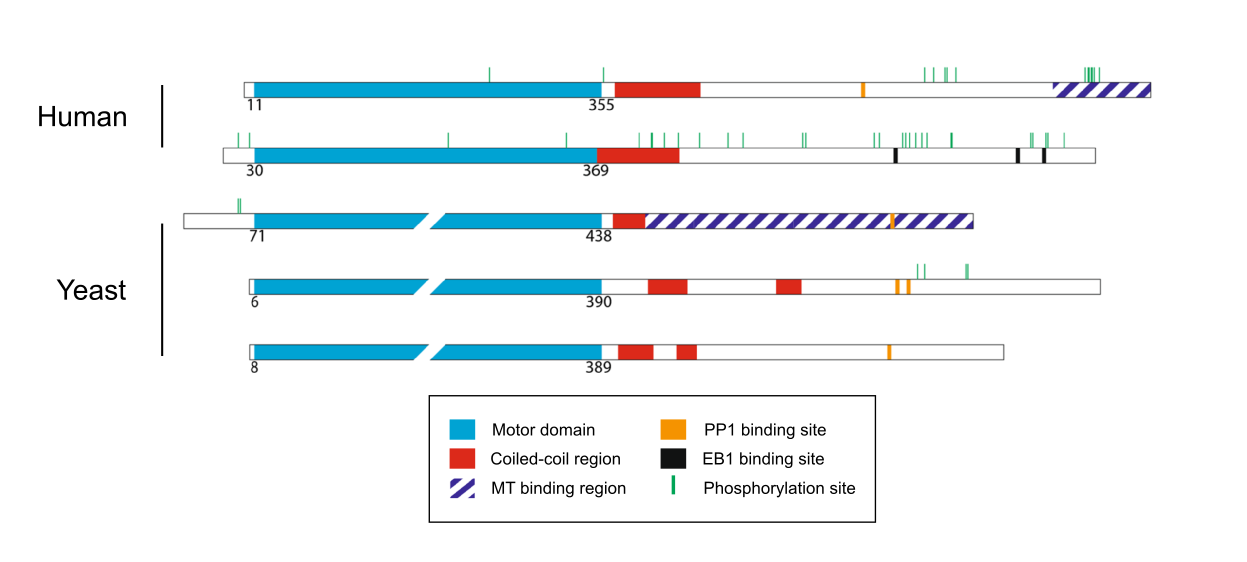 Human
11 355
30 369
Yeast
71 438
6 390
8 389
Motor domain
Coiled-coil region
MT binding region
PP1 binding site
EB1 binding site
Phosphorylation site